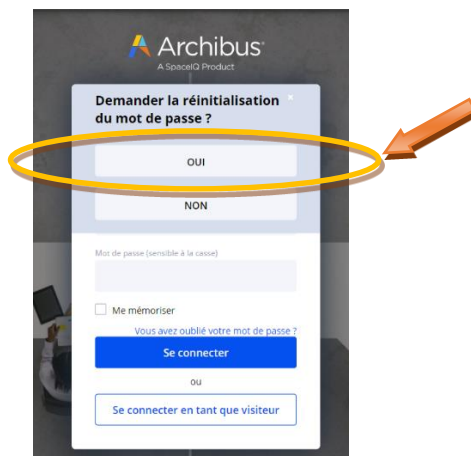 Archibus
A SpaceIQ Product
Demander la réinitialisation
du mot de passe ?
×
OUI
NON
Mot de passe (sensible à la casse)
Me mémoriser
Vous avez oublié votre mot de passe ?
Se connecter
ou
Se connecter en tant que visiteur